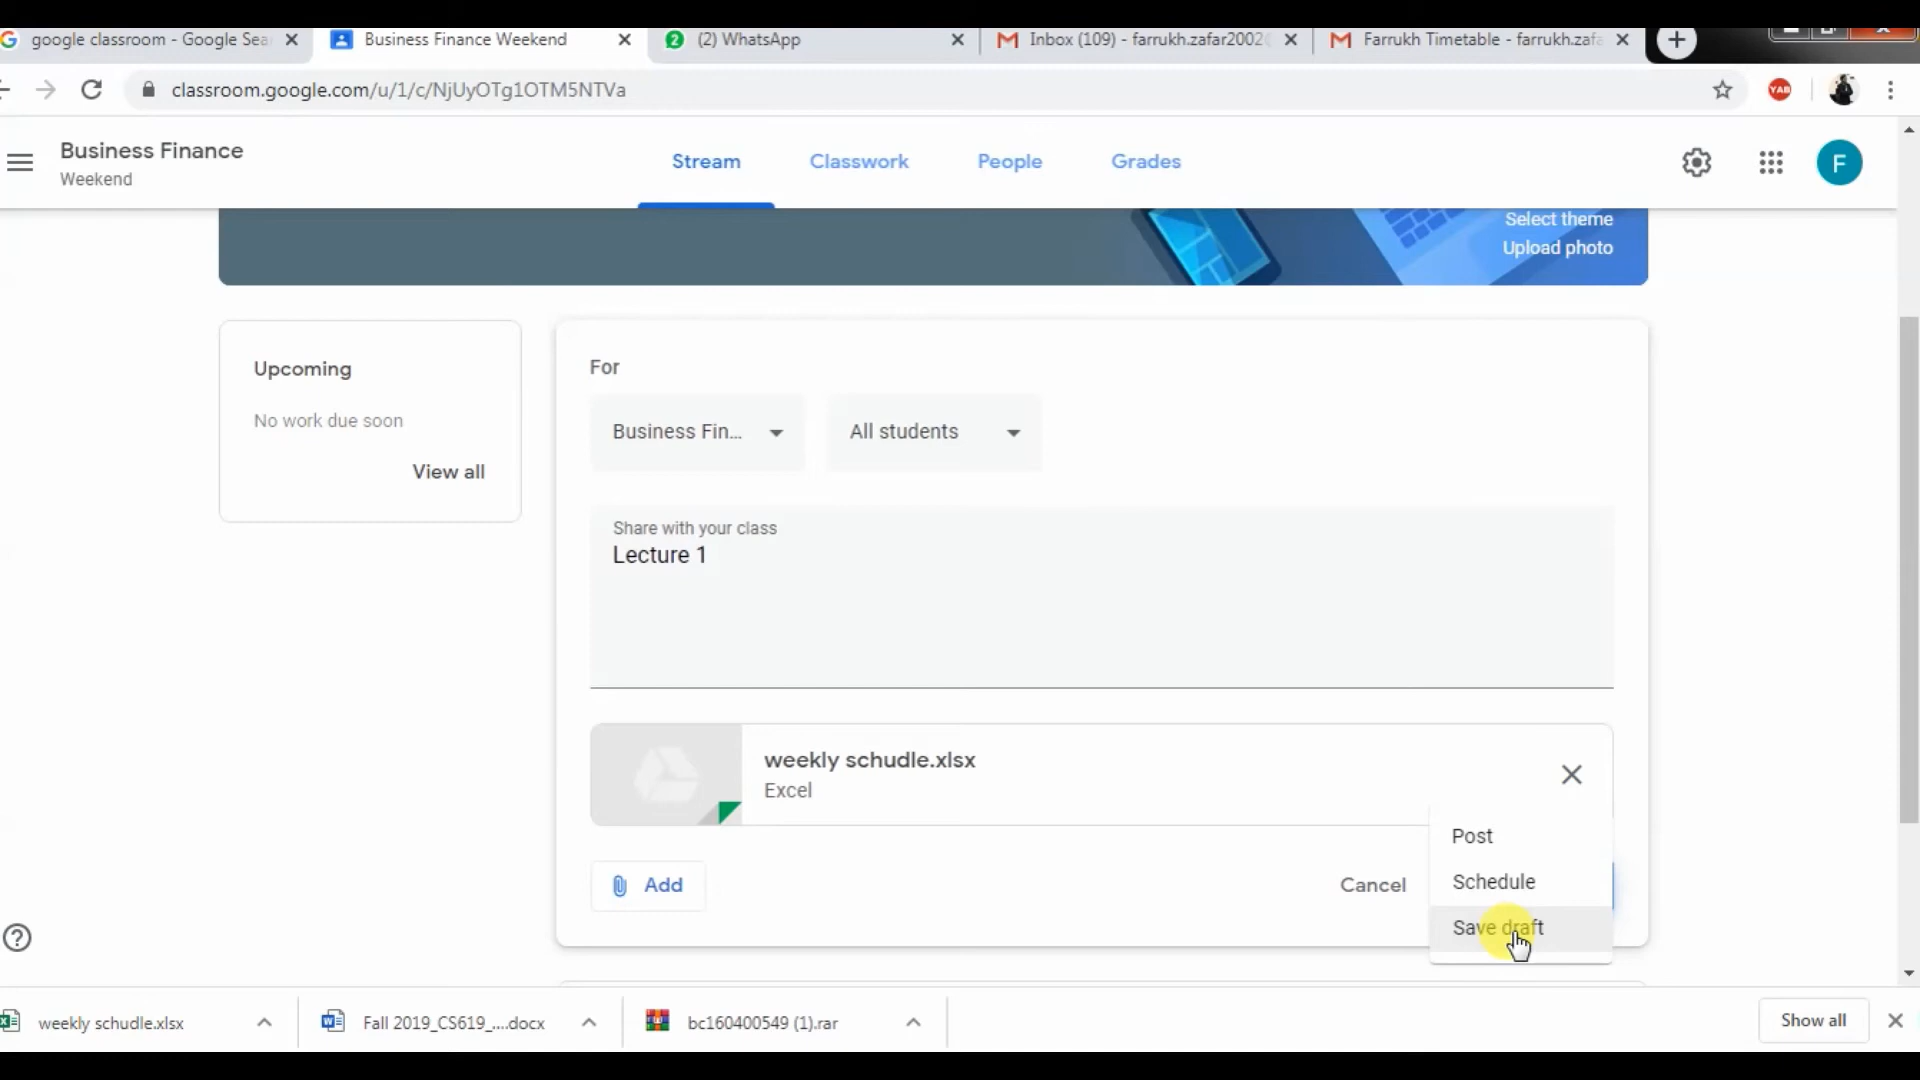 google classroom - Google Sea
Business Finance Weekend
(2) WhatsApp
Inbox (109) - farrukh.zafar2002
Farrukh Timetable - farrukh.zafa
classroom.google.com/u/1/c/NjUyOTg1OTM5NTVa
YAB
Business Finance
Weekend
Stream
Classwork
People
Grades
F
Select theme
Upload photo
Upcoming
No work due soon
View all
For
Business Fin...
All students
Share with your class
Lecture 1
weekly schudle.xlsx
Excel
Add
Cancel
Post
Schedule
Save draft
weekly schudle.xlsx
Fall 2019_CS619_....docx
bc160400549 (1).rar
Show all